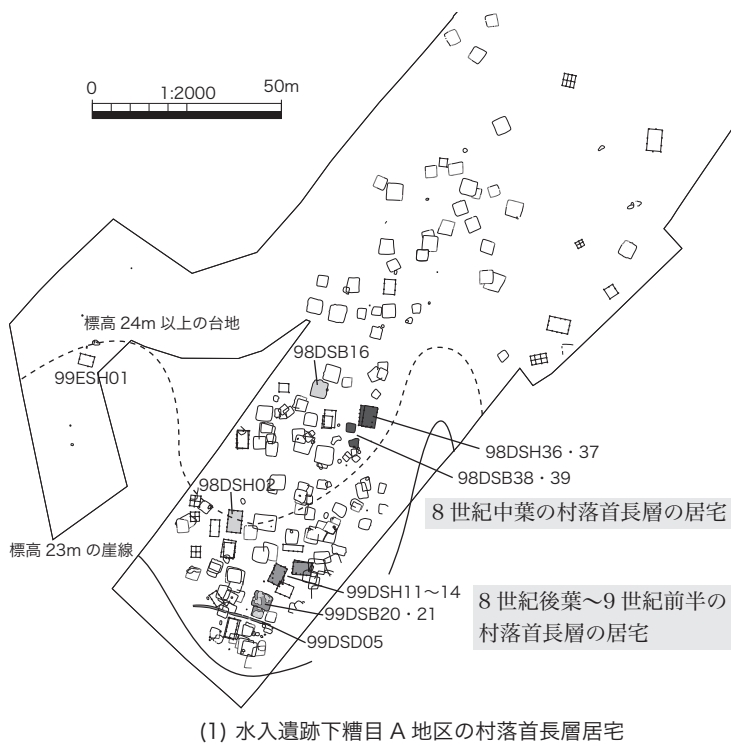 0 1:2000 50m
標高 24m 以上の台地
99ESH01
98DSB16
98DSH36・37
98DSB38・39
98DSH02
8 世紀中葉の村落首長層の居宅
標高 23m の崖線
99DSH11〜14
99DSB20・21
99DSD05
8 世紀後葉〜9 世紀前半の
村落首長層の居宅
(1) 水入遺跡下糟目 A 地区の村落首長層居宅